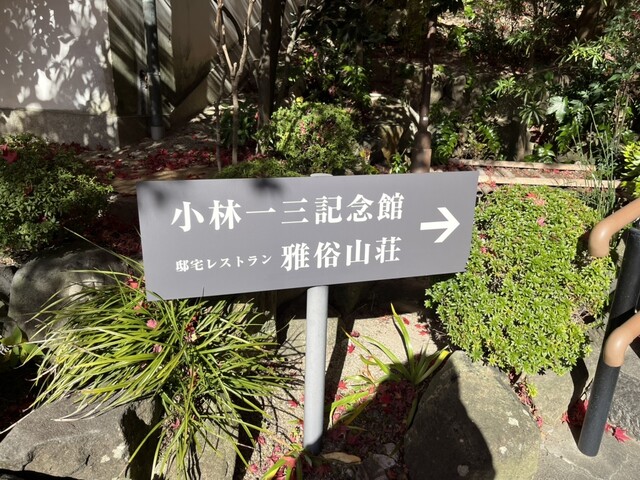 小林一三記念館
邸宅レストラン 雅俗山荘
→